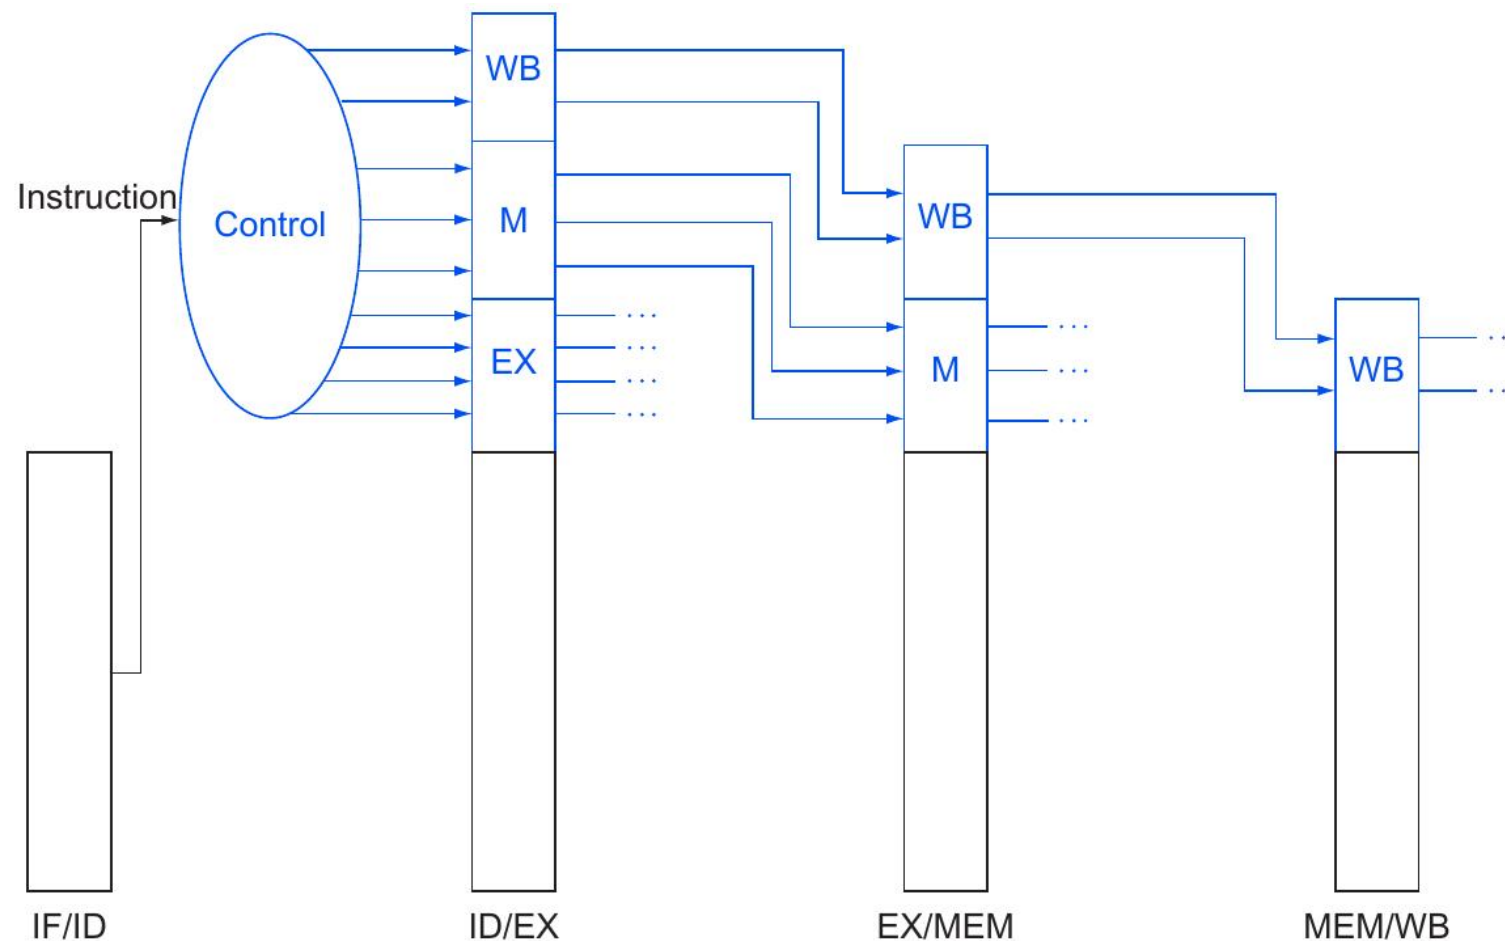 WB
Instruction
Control
M
WB
EX
...
...
...
...
M
...
...
...
WB
..
..
IF/ID
ID/EX
EX/MEM
MEM/WB